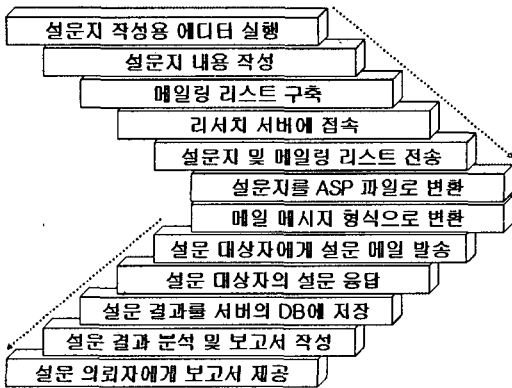 설문지 작성용 에디터 실행
설문지 내용 작성
메일링 리스트 구축
리서치 서버에 접속
설문지 및 메일링 리스트 전송
설문지를 ASP 파일로 변환
메일 메시지 형식으로 변환
설문 대상자에게 설문 메일 발송
설문 대상자의 설문 응답
설문 결과를 서버의 DB에 저장
설문 결과 분석 및 보고서 작성
설문 의뢰자에게 보고서 제공